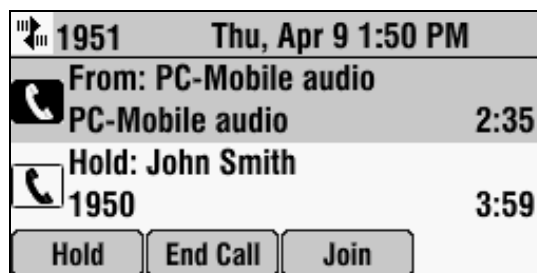 1951 Thu, Apr 9 1:50 PM
From: PC-Mobile audio
PC-Mobile audio 2:35
Hold: John Smith
1950 3:59
Hold End Call Join